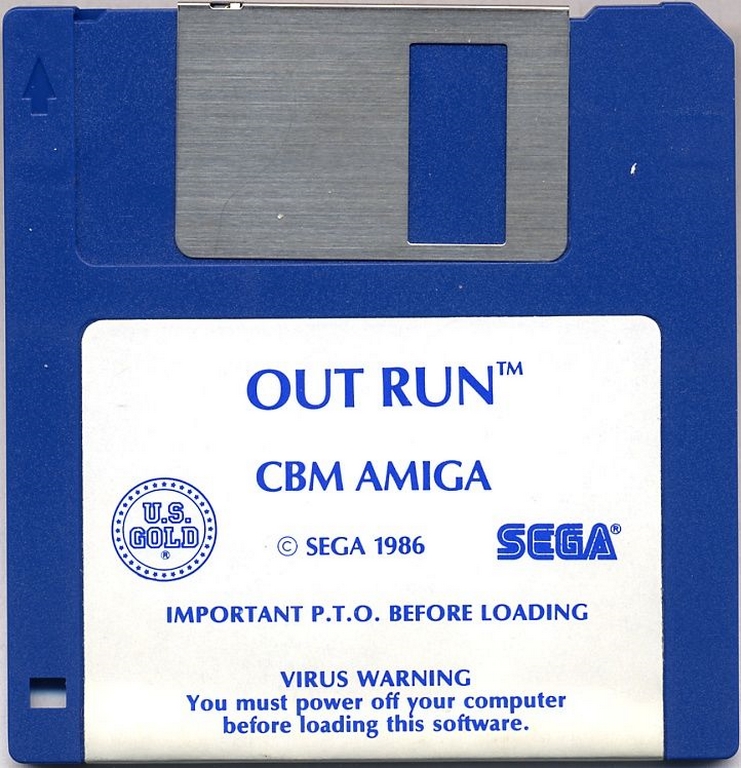 OUT RUN™
CBM AMIGA
U.S.
GOLD
®
© SEGA 1986
SEGA®
IMPORTANT P.T.O. BEFORE LOADING
VIRUS WARNING
You must power off your computer
before loading this software.